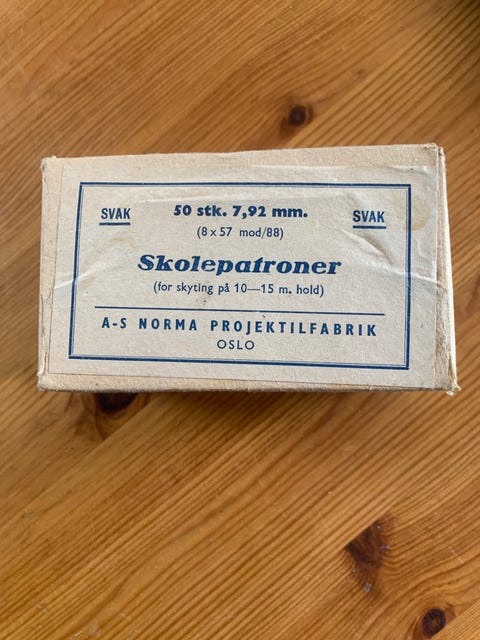 SVAK 50 stk. 7,92 mm. SVAK
(8 x 57 mod/88)
Skolepatroner
(for skyting på 10—15 m. hold)
A-S NORMA PROJEKTILFABRIK
OSLO